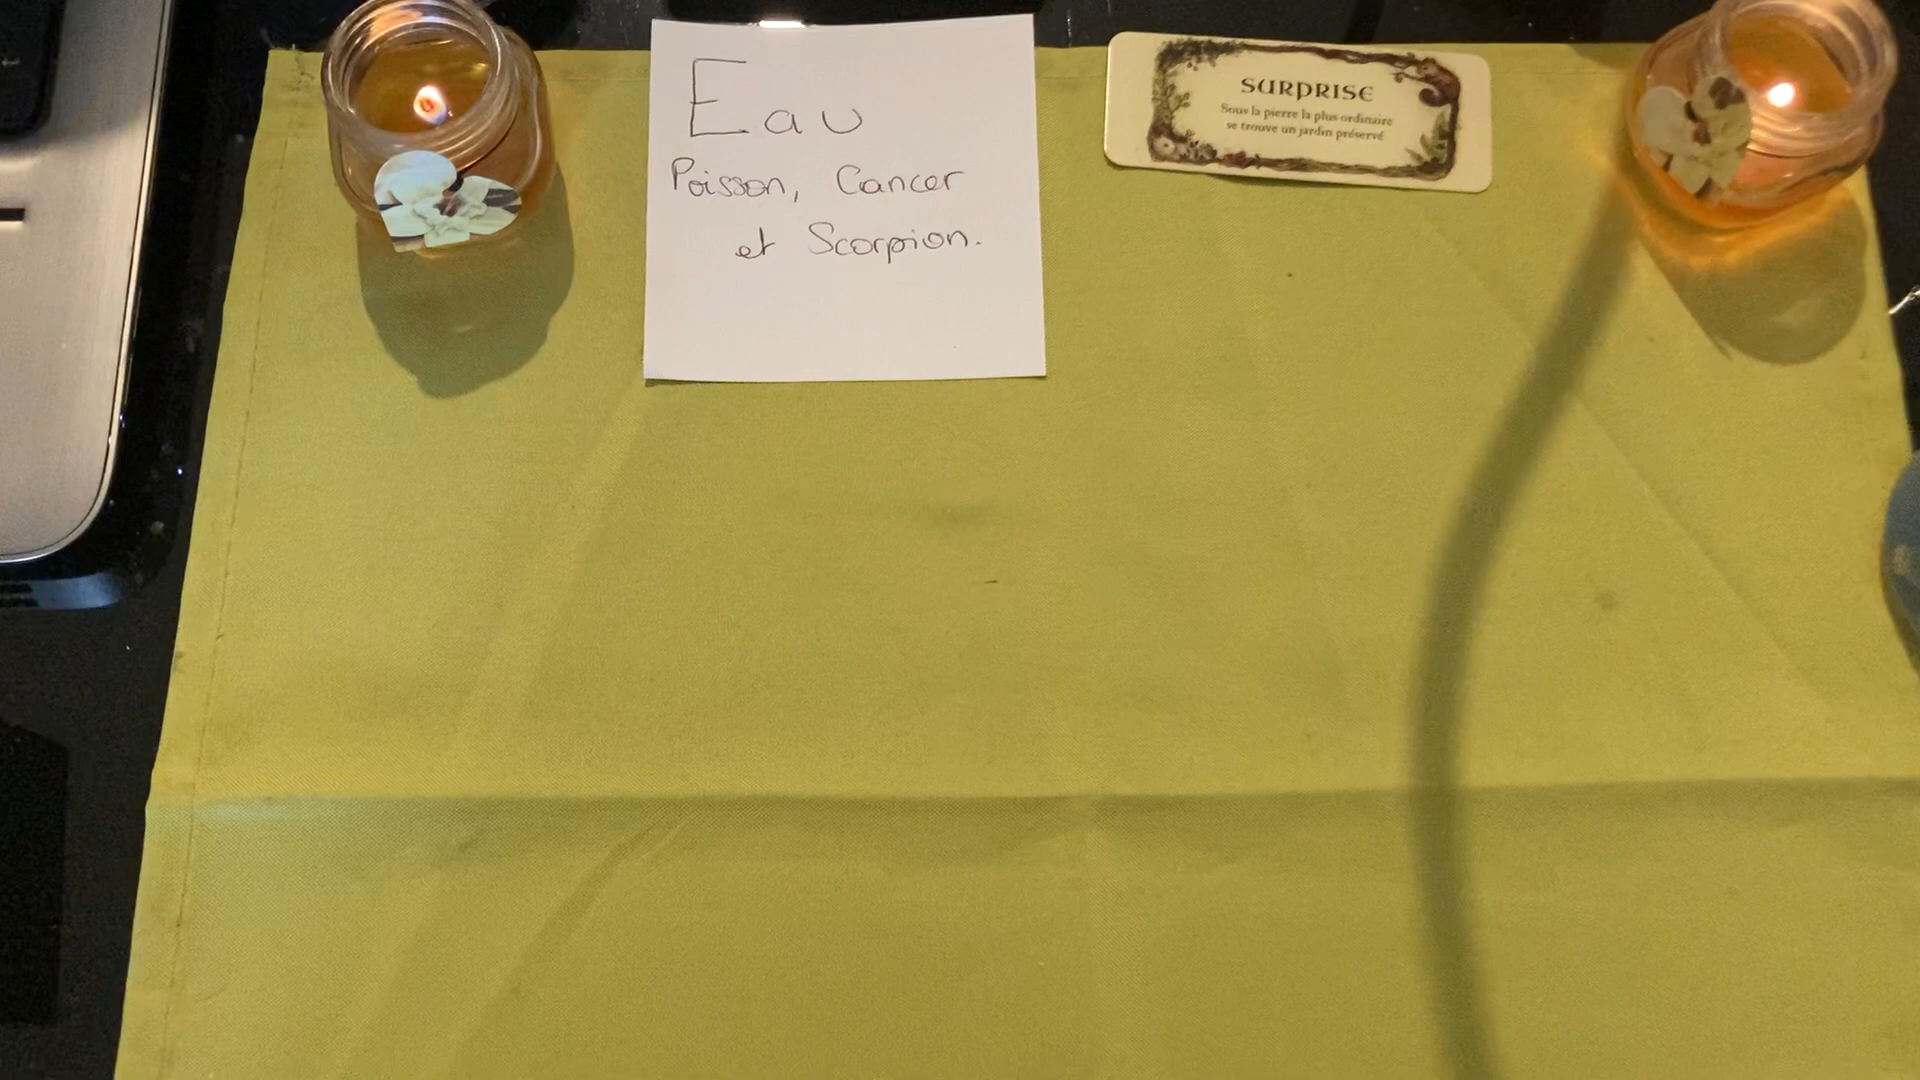 Eau
Poisson, Cancer
et Scorpion.
SURPRISE
Sous la pierre la plus ordinaire
se trouve un jardin préservé